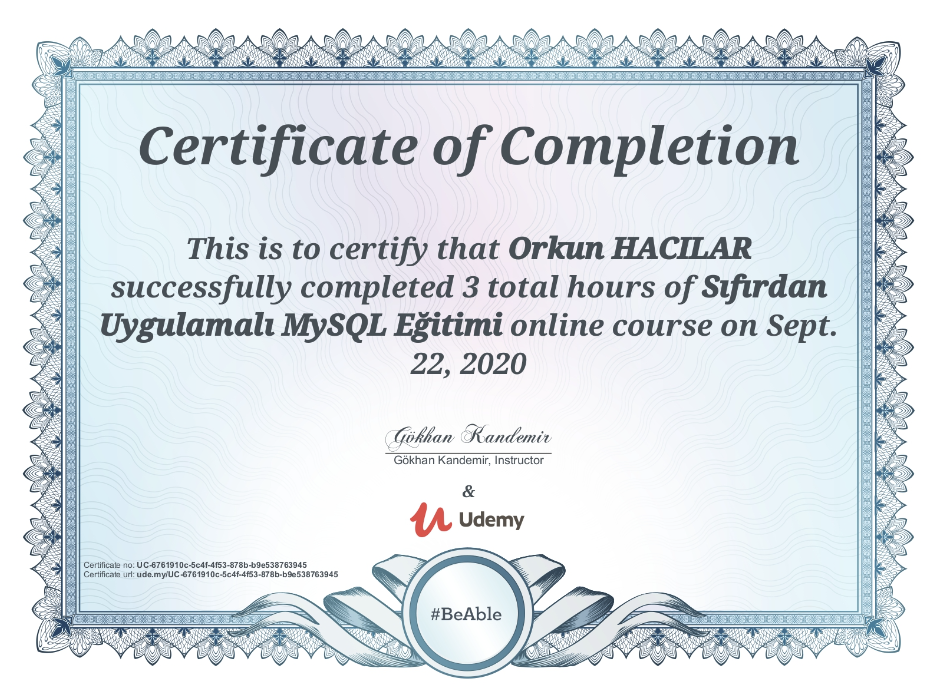 Certificate of Completion
This is to certify that Orkun HACILAR
successfully completed 3 total hours of Sıfırdan
Uygulamalı MySQL Eğitimi online course on Sept.
22, 2020
Gökhan Kandemir
Gökhan Kandemir, Instructor
&
Udemy
Certificate no: UC-6761910c-5c4f-4f53-878b-b9e538763945
Certificate url: ude.my/UC-6761910c-5c4f-4f53-878b-b9e538763945
#BeAble